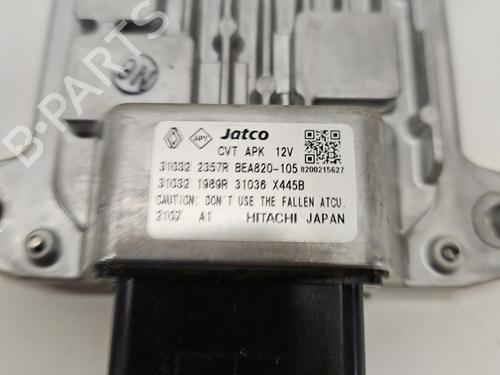 Jatco
CVT APK 12V
31032 2357R BEA820-105 8200215627
31032 1989R 31036 X445B
CAUTION: DON'T USE THE FALLEN ATCU.
2107 A1 HITACHI JAPAN
B-PARTS